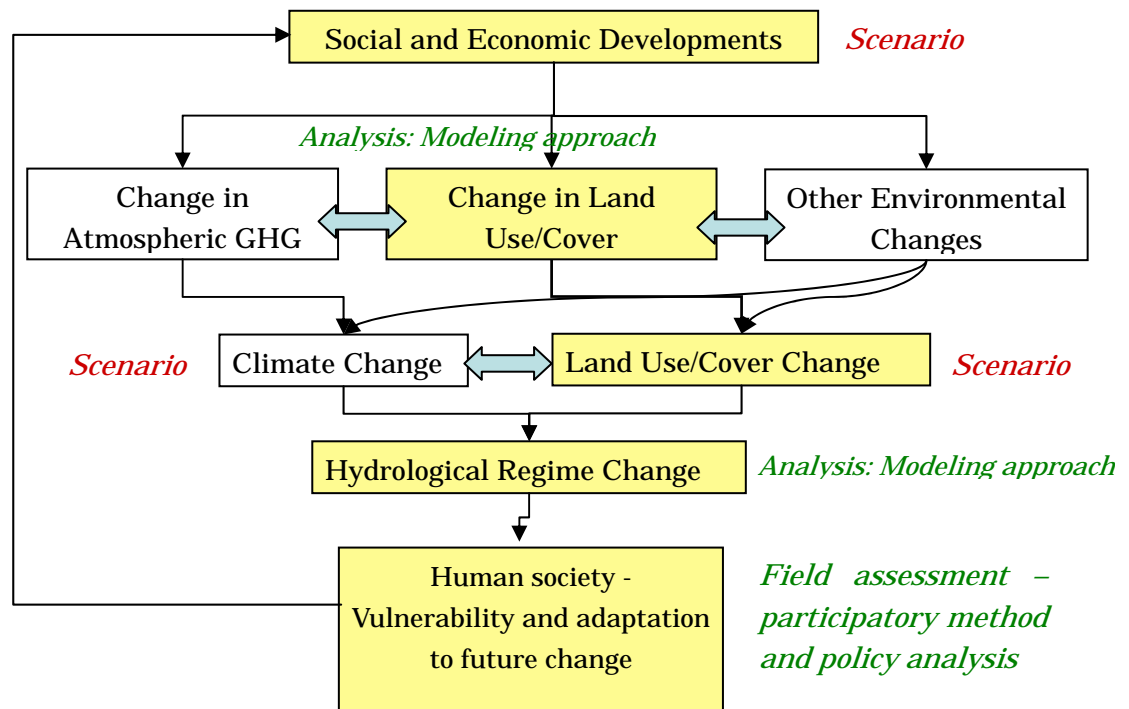 Social and Economic Developments
Scenario
Analysis: Modeling approach
Change in
Atmospheric GHG
Change in Land
Use/Cover
Other Environmental
Changes
Scenario
Climate Change
Land Use/Cover Change
Scenario
Hydrological Regime Change
Analysis: Modeling approach
Human society -
Vulnerability and adaptation
to future change
Field assessment –
participatory method
and policy analysis